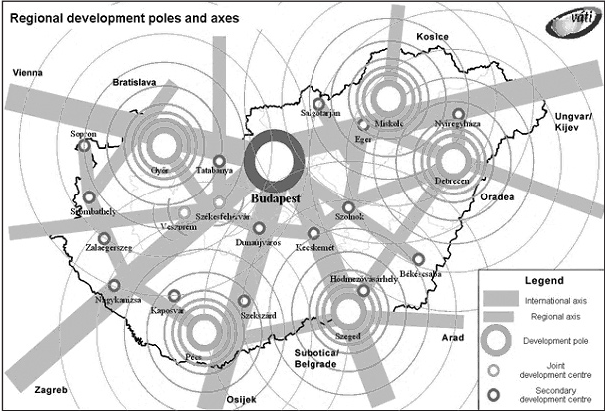 Regional development poles and axes
váti
Kosice
Vienna
Bratislava
Salgótarján
Miskolc
Nyíregyháza
Ungvar/
Kijev
Sopron
Eger
Győr
Tatabánya
Debrecen
Budapest
Oradea
Szombathely
Székesfehérvár
Szolnok
Veszprém
Dunaújváros
Kecskemét
Zalaegerszeg
Békéscsaba
Hódmezővásárhely
Nagykanizsa
Kaposvár
Szekszárd
Szeged
Arad
Pécs
Subotica/
Belgrade
Zagreb
Osijek
Legend
International axis
Regional axis
Development pole
Joint
development centre
Secondary
development centre